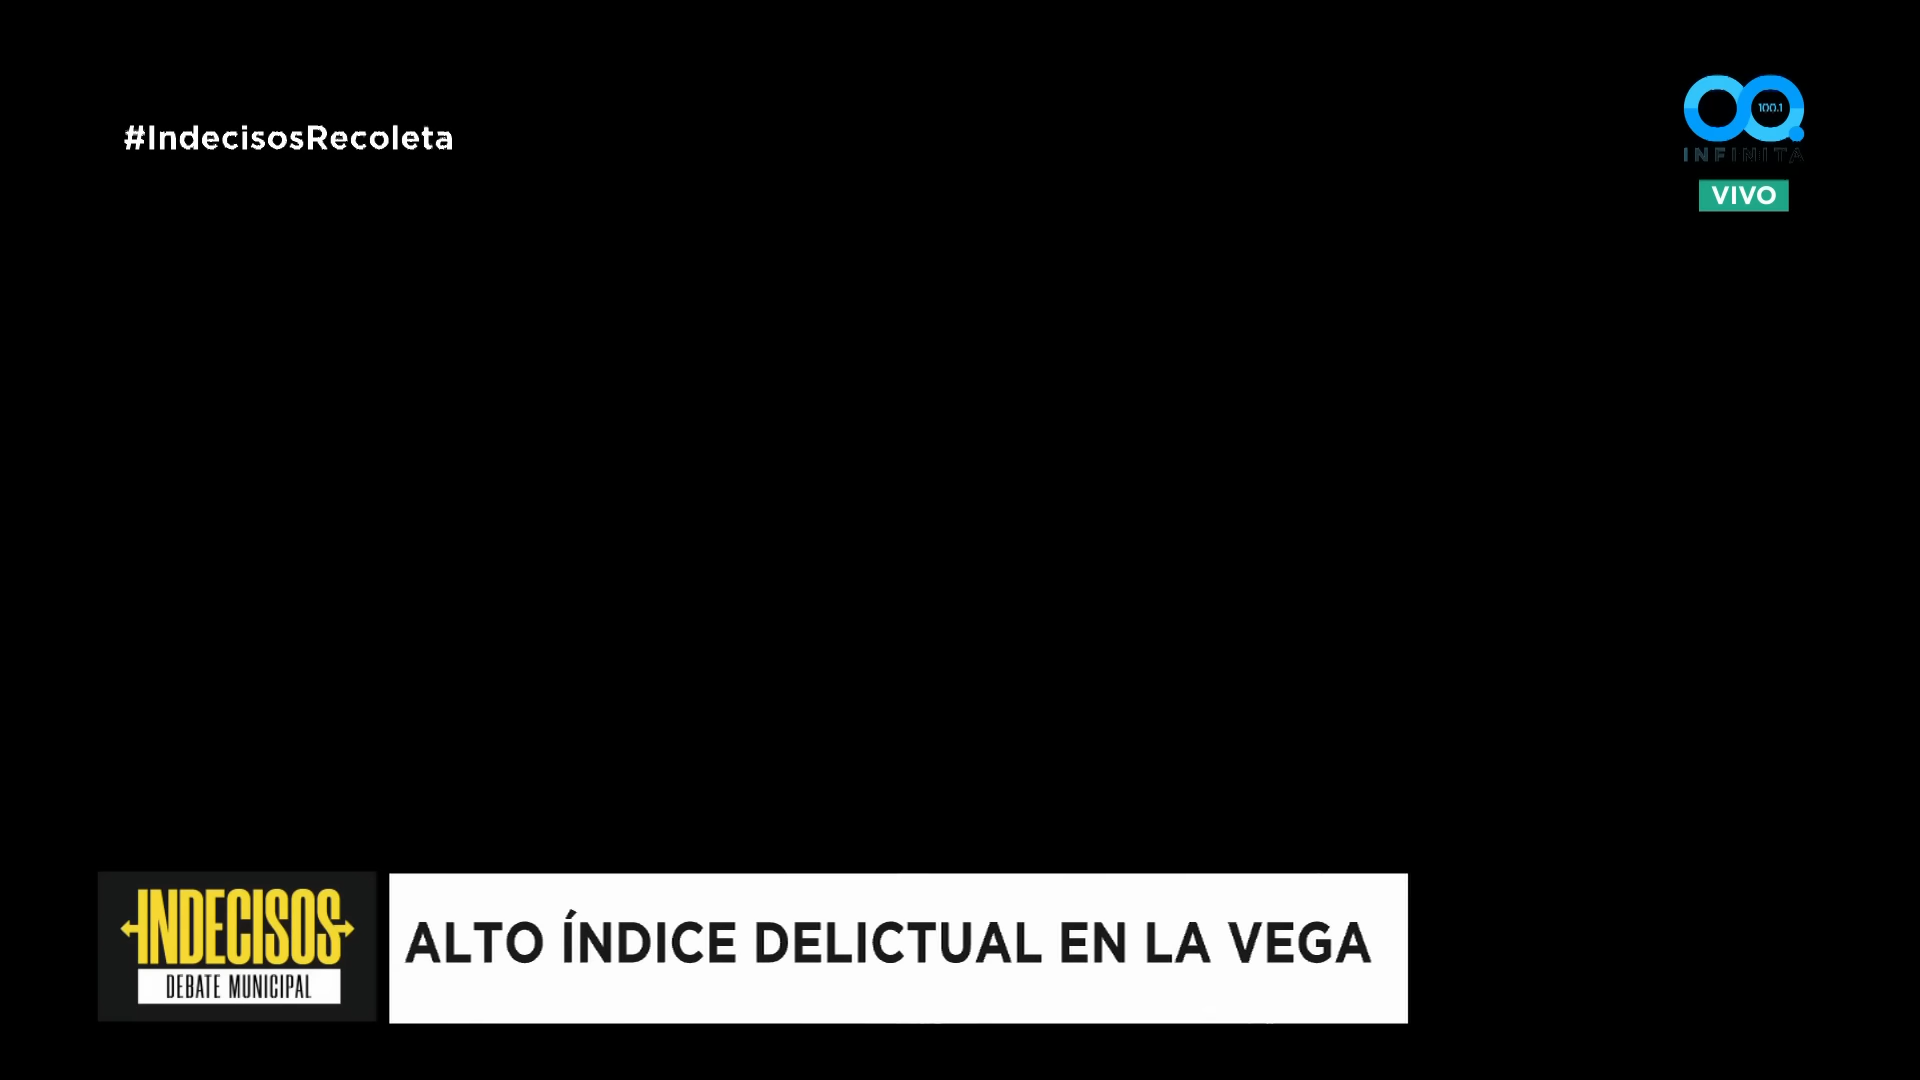 #IndecisosRecoleta
100.1
INFINITA
VIVO
INDECISOS
DEBATE MUNICIPAL
ALTO ÍNDICE DELICTUAL EN LA VEGA